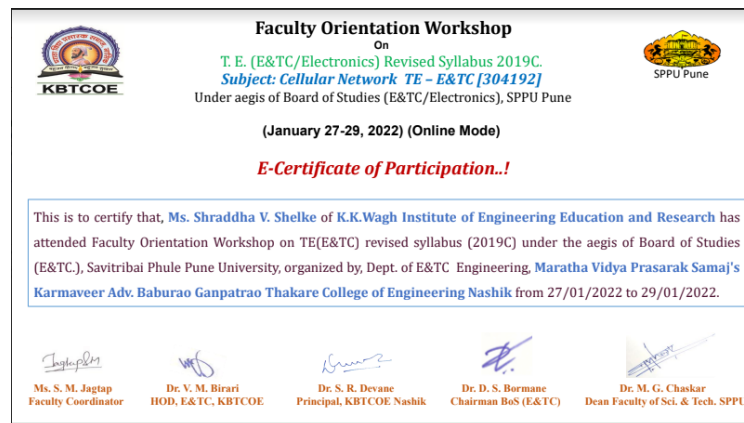 Faculty Orientation Workshop
On
T. E. (E&TC/Electronics) Revised Syllabus 2019C.
Subject: Cellular Network TE – E&TC [304192]
Under aegis of Board of Studies (E&TC/Electronics), SPPU Pune
KBTCOE
SPPU Pune
(January 27-29, 2022) (Online Mode)
E-Certificate of Participation..!
This is to certify that, Ms. Shraddha V. Shelke of K.K.Wagh Institute of Engineering Education and Research has
attended Faculty Orientation Workshop on TE(E&TC) revised syllabus (2019C) under the aegis of Board of Studies
(E&TC.), Savitribai Phule Pune University, organized by, Dept. of E&TC Engineering, Maratha Vidya Prasarak Samaj's
Karmaveer Adv. Baburao Ganpatrao Thakare College of Engineering Nashik from 27/01/2022 to 29/01/2022.
Ms. S. M. Jagtap
Faculty Coordinator
Dr. V. M. Birari
HOD, E&TC, KBTCOE
Dr. S. R. Devane
Principal, KBTCOE Nashik
Dr. D. S. Bormane
Chairman BoS (E&TC)
Dr. M. G. Chaskar
Dean Faculty of Sci. & Tech. SPPU